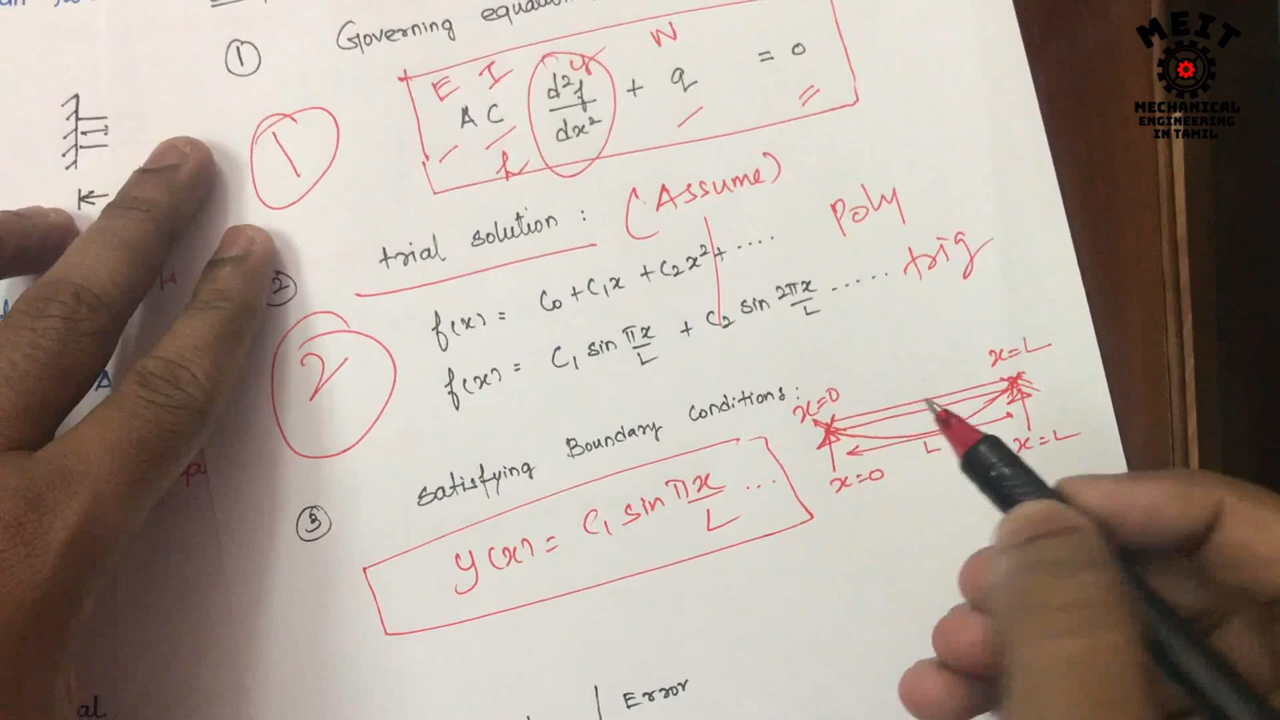 ① Governing equation
E I y W
A C d²f/dx² + q = 0
1
② trial solution : (Assume)
f(x) = C₀ + C₁x + C₂x² + .... Poly
f(x) = C₁ sin πx/L + C₂ sin 2πx/L ..... trig
2
③ satisfying Boundary conditions :
y(x) = C₁ sin πx/L ...
x=0 x=L
L
x=0 x=L
Error
al
MEIT
MECHANICAL
ENGINEERING
IN TAMIL